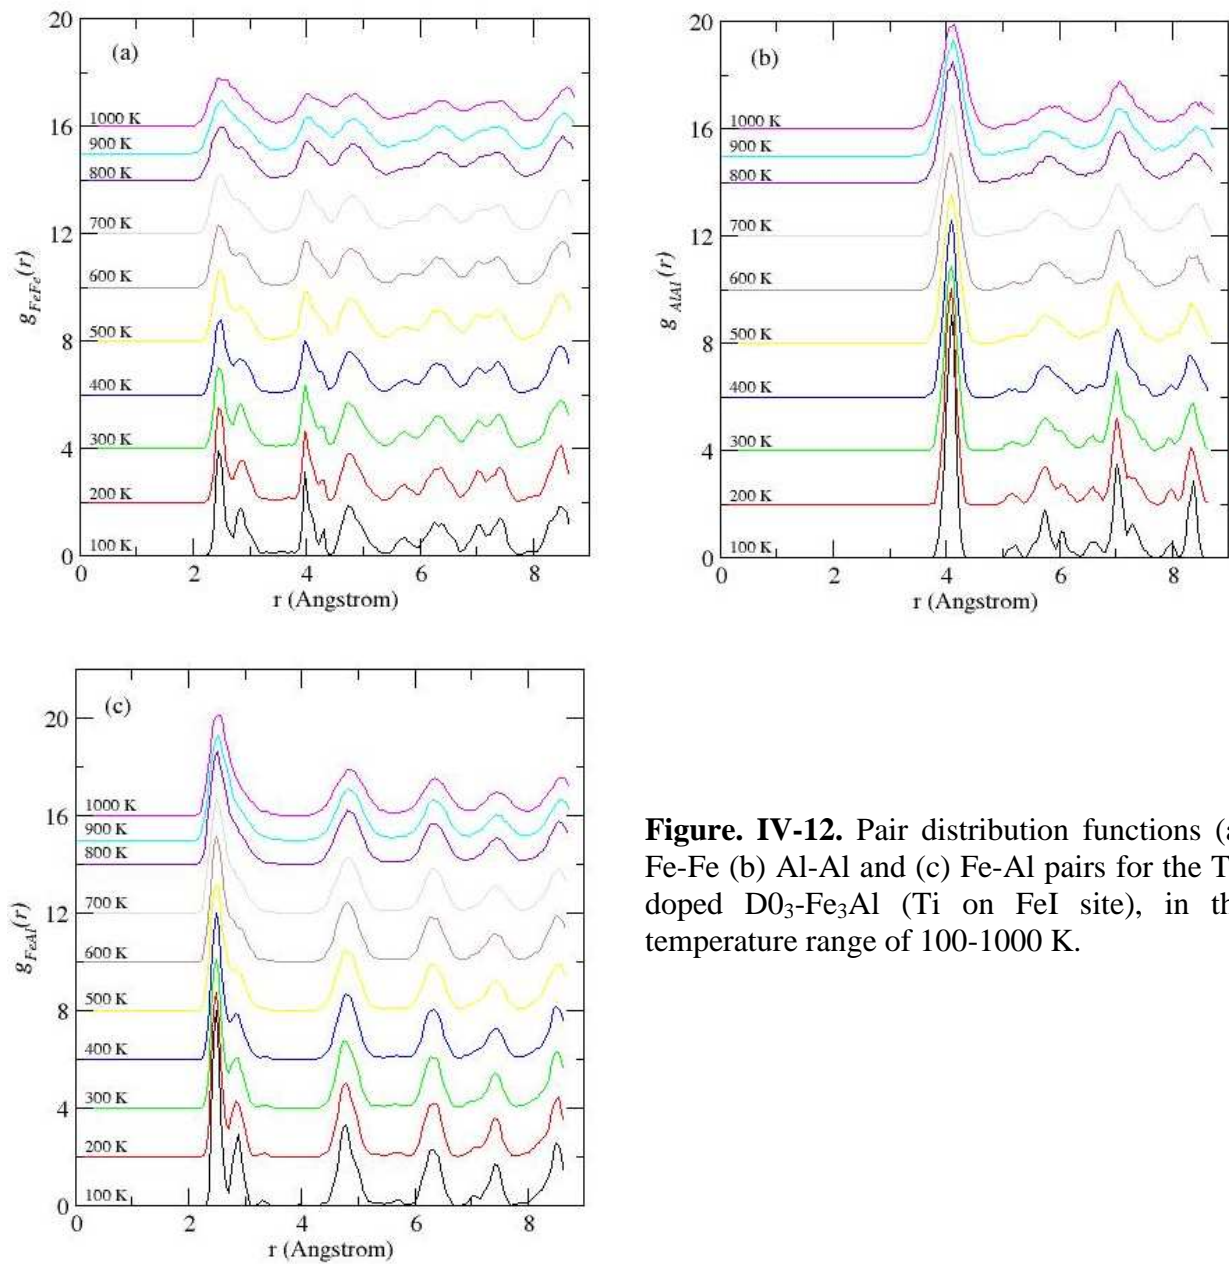 20
(a)
16
1000 K
900 K
800 K
12
700 K
600 K
8
500 K
400 K
4
300 K
200 K
0
100 K
g_FeFe(r)
0 2 4 6 8
r (Angstrom)
20
(b)
16
1000 K
900 K
800 K
12
700 K
600 K
8
500 K
400 K
4
300 K
200 K
0
100 K
g_AlAl(r)
0 2 4 6 8
r (Angstrom)
(c)
20
16
1000 K
900 K
800 K
12
700 K
600 K
8
500 K
400 K
4
300 K
200 K
0
100 K
g_FeAl(r)
0 2 4 6 8
r (Angstrom)
Figure. IV-12. Pair distribution functions (a
Fe-Fe (b) Al-Al and (c) Fe-Al pairs for the T
doped D0₃-Fe₃Al (Ti on FeI site), in th
temperature range of 100-1000 K.